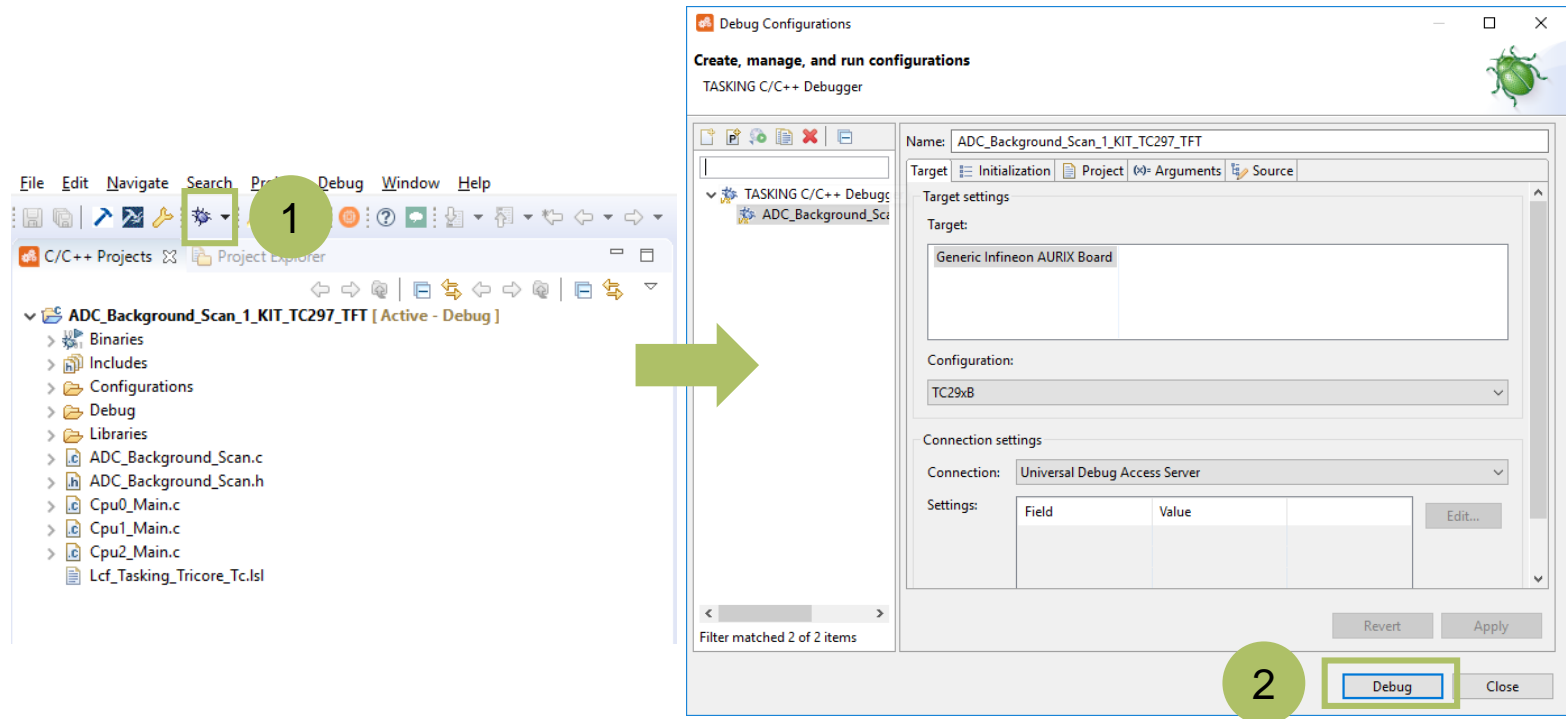 File Edit Navigate Search Pr Debug Window Help
1
C/C++ Projects Project Explorer
ADC_Background_Scan_1_KIT_TC297_TFT [ Active - Debug ]
Binaries
Includes
Configurations
Debug
Libraries
ADC_Background_Scan.c
ADC_Background_Scan.h
Cpu0_Main.c
Cpu1_Main.c
Cpu2_Main.c
Lcf_Tasking_Tricore_Tc.lsl
Debug Configurations
Create, manage, and run configurations
TASKING C/C++ Debugger
TASKING C/C++ Debugg
ADC_Background_Sca
Filter matched 2 of 2 items
Name: ADC_Background_Scan_1_KIT_TC297_TFT
Target Initialization Project Arguments Source
Target settings
Target:
Generic Infineon AURIX Board
Configuration:
TC29xB
Connection settings
Connection: Universal Debug Access Server
Settings: Field Value
Edit...
Revert Apply
2
Debug Close